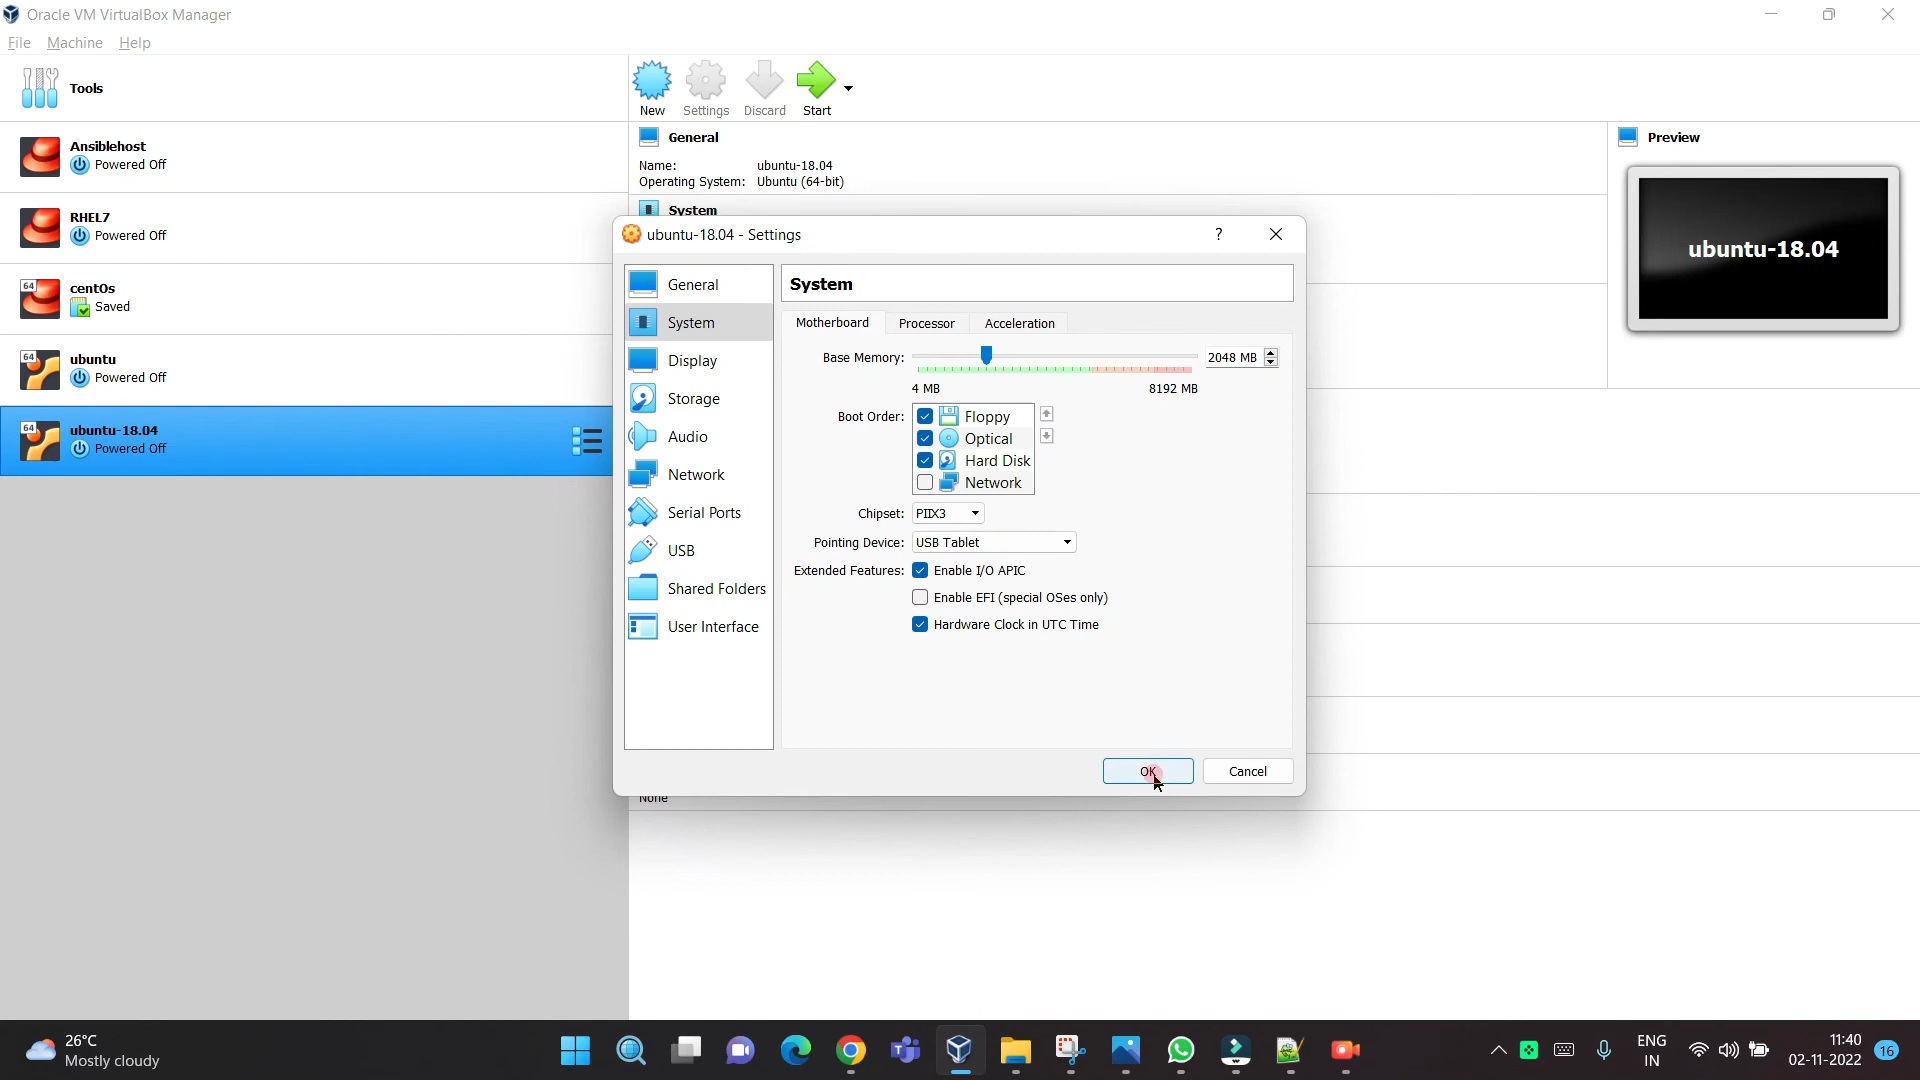 Oracle VM VirtualBox Manager
File Machine Help
Tools
New Settings Discard Start
Ansiblehost
Powered Off
RHEL7
Powered Off
64
centOs
Saved
64
ubuntu
Powered Off
64
ubuntu-18.04
Powered Off
General
Name: ubuntu-18.04
Operating System: Ubuntu (64-bit)
System
Preview
ubuntu-18.04
ubuntu-18.04 - Settings
?
General
System
Display
Storage
Audio
Network
Serial Ports
USB
Shared Folders
User Interface
System
Motherboard Processor Acceleration
Base Memory: 2048 MB
4 MB 8192 MB
Boot Order: Floppy
Optical
Hard Disk
Network
Chipset: PIIX3
Pointing Device: USB Tablet
Extended Features: Enable I/O APIC
Enable EFI (special OSes only)
Hardware Clock in UTC Time
OK Cancel
None
26°C
Mostly cloudy
ENG
IN
11:40
02-11-2022
16